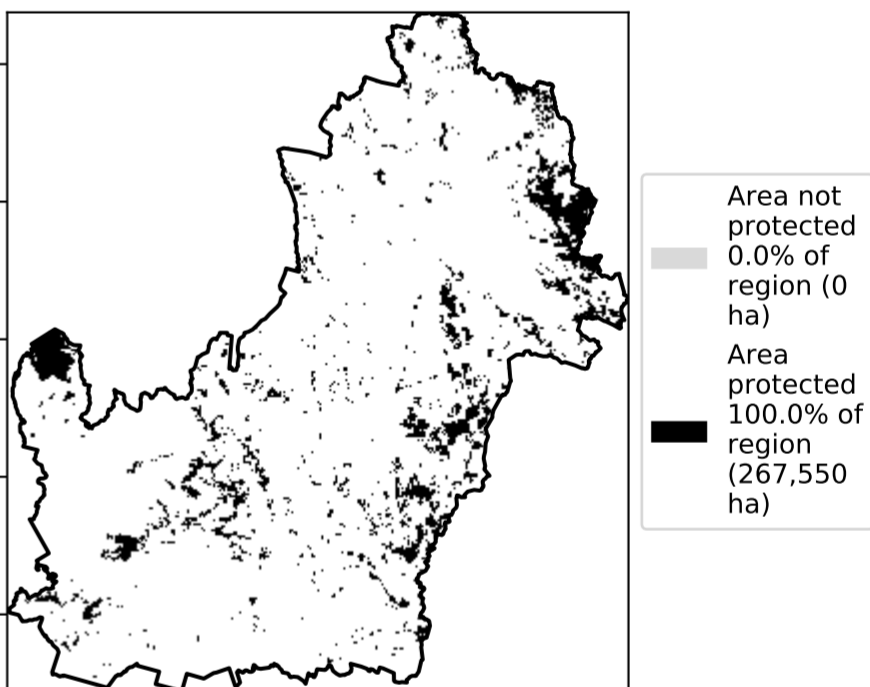 Area not
protected
0.0% of
region (0
ha)
Area
protected
100.0% of
region
(267,550
ha)